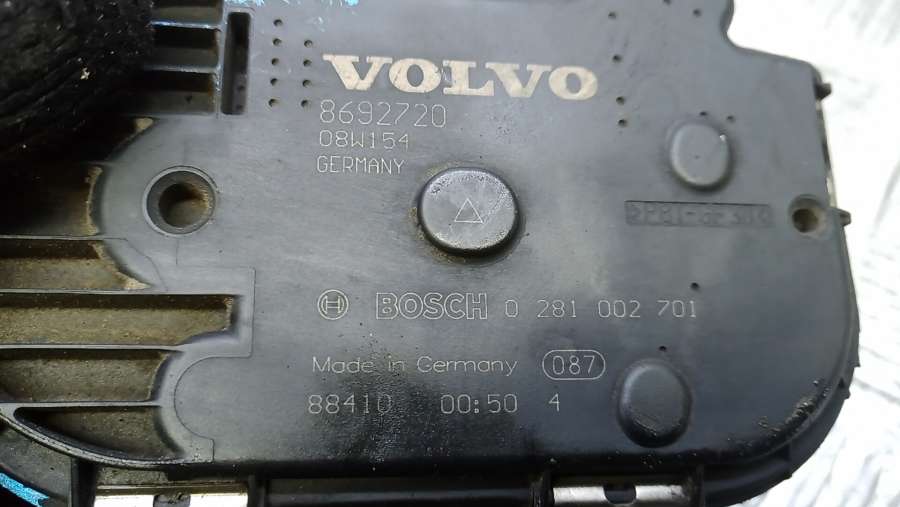 VOLVO
8692720
08W154
GERMANY
BOSCH 0 281 002 701
Made in Germany 087
88410 00:50 4